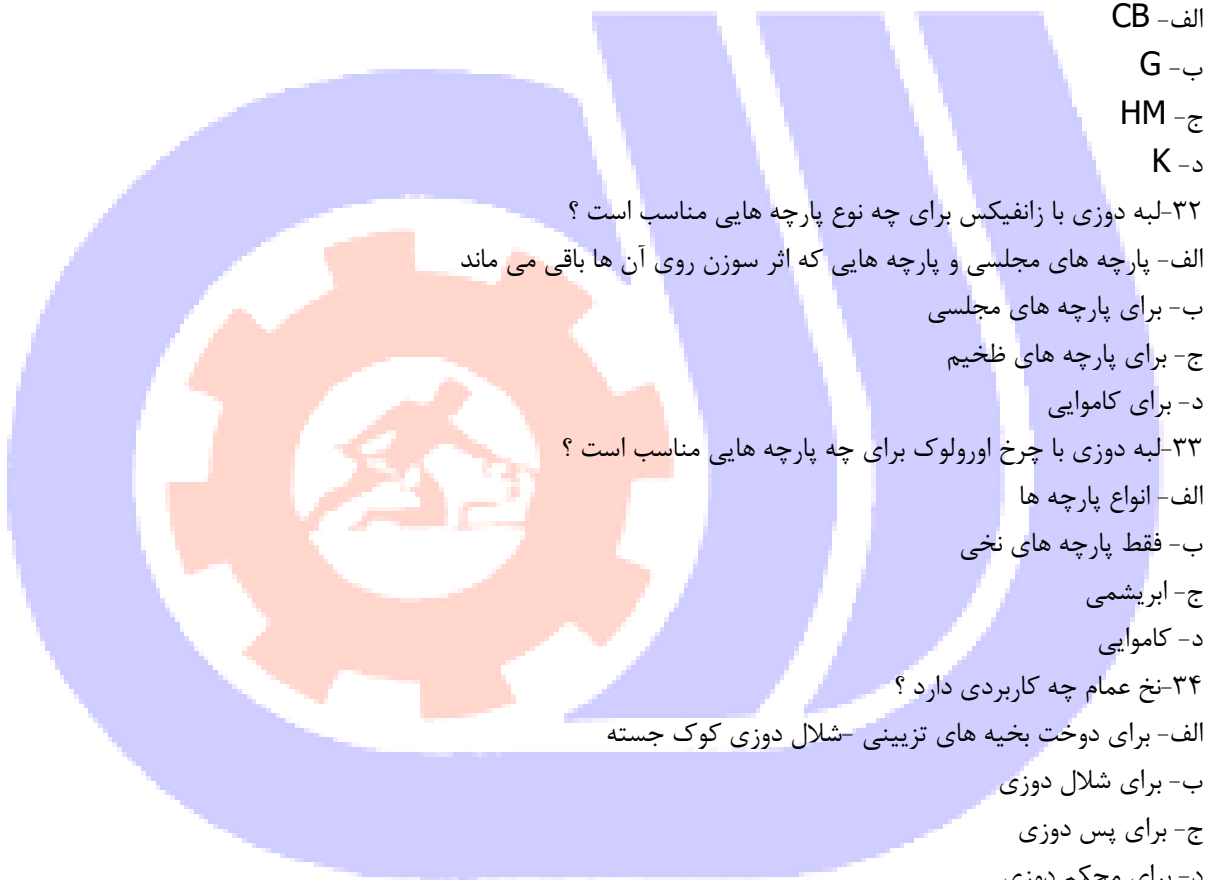 الف- CB
ب- G
ج- HM
د- K
۳۲-لبه دوزی با زانفیکس برای چه نوع پارچه هایی مناسب است ؟
الف- پارچه های مجلسی و پارچه هایی که اثر سوزن روی آن ها باقی می ماند
ب- برای پارچه های مجلسی
ج- برای پارچه های ظخیم
د- برای کاموایی
۳۳-لبه دوزی با چرخ اورولوک برای چه پارچه هایی مناسب است ؟
الف- انواع پارچه ها
ب- فقط پارچه های نخی
ج- ابریشمی
د- کاموایی
۳۴-نخ عمام چه کاربردی دارد ؟
الف- برای دوخت بخیه های تزیینی -شلال دوزی کوک جسته
ب- برای شلال دوزی
ج- برای پس دوزی
د- برای محکم دوزی